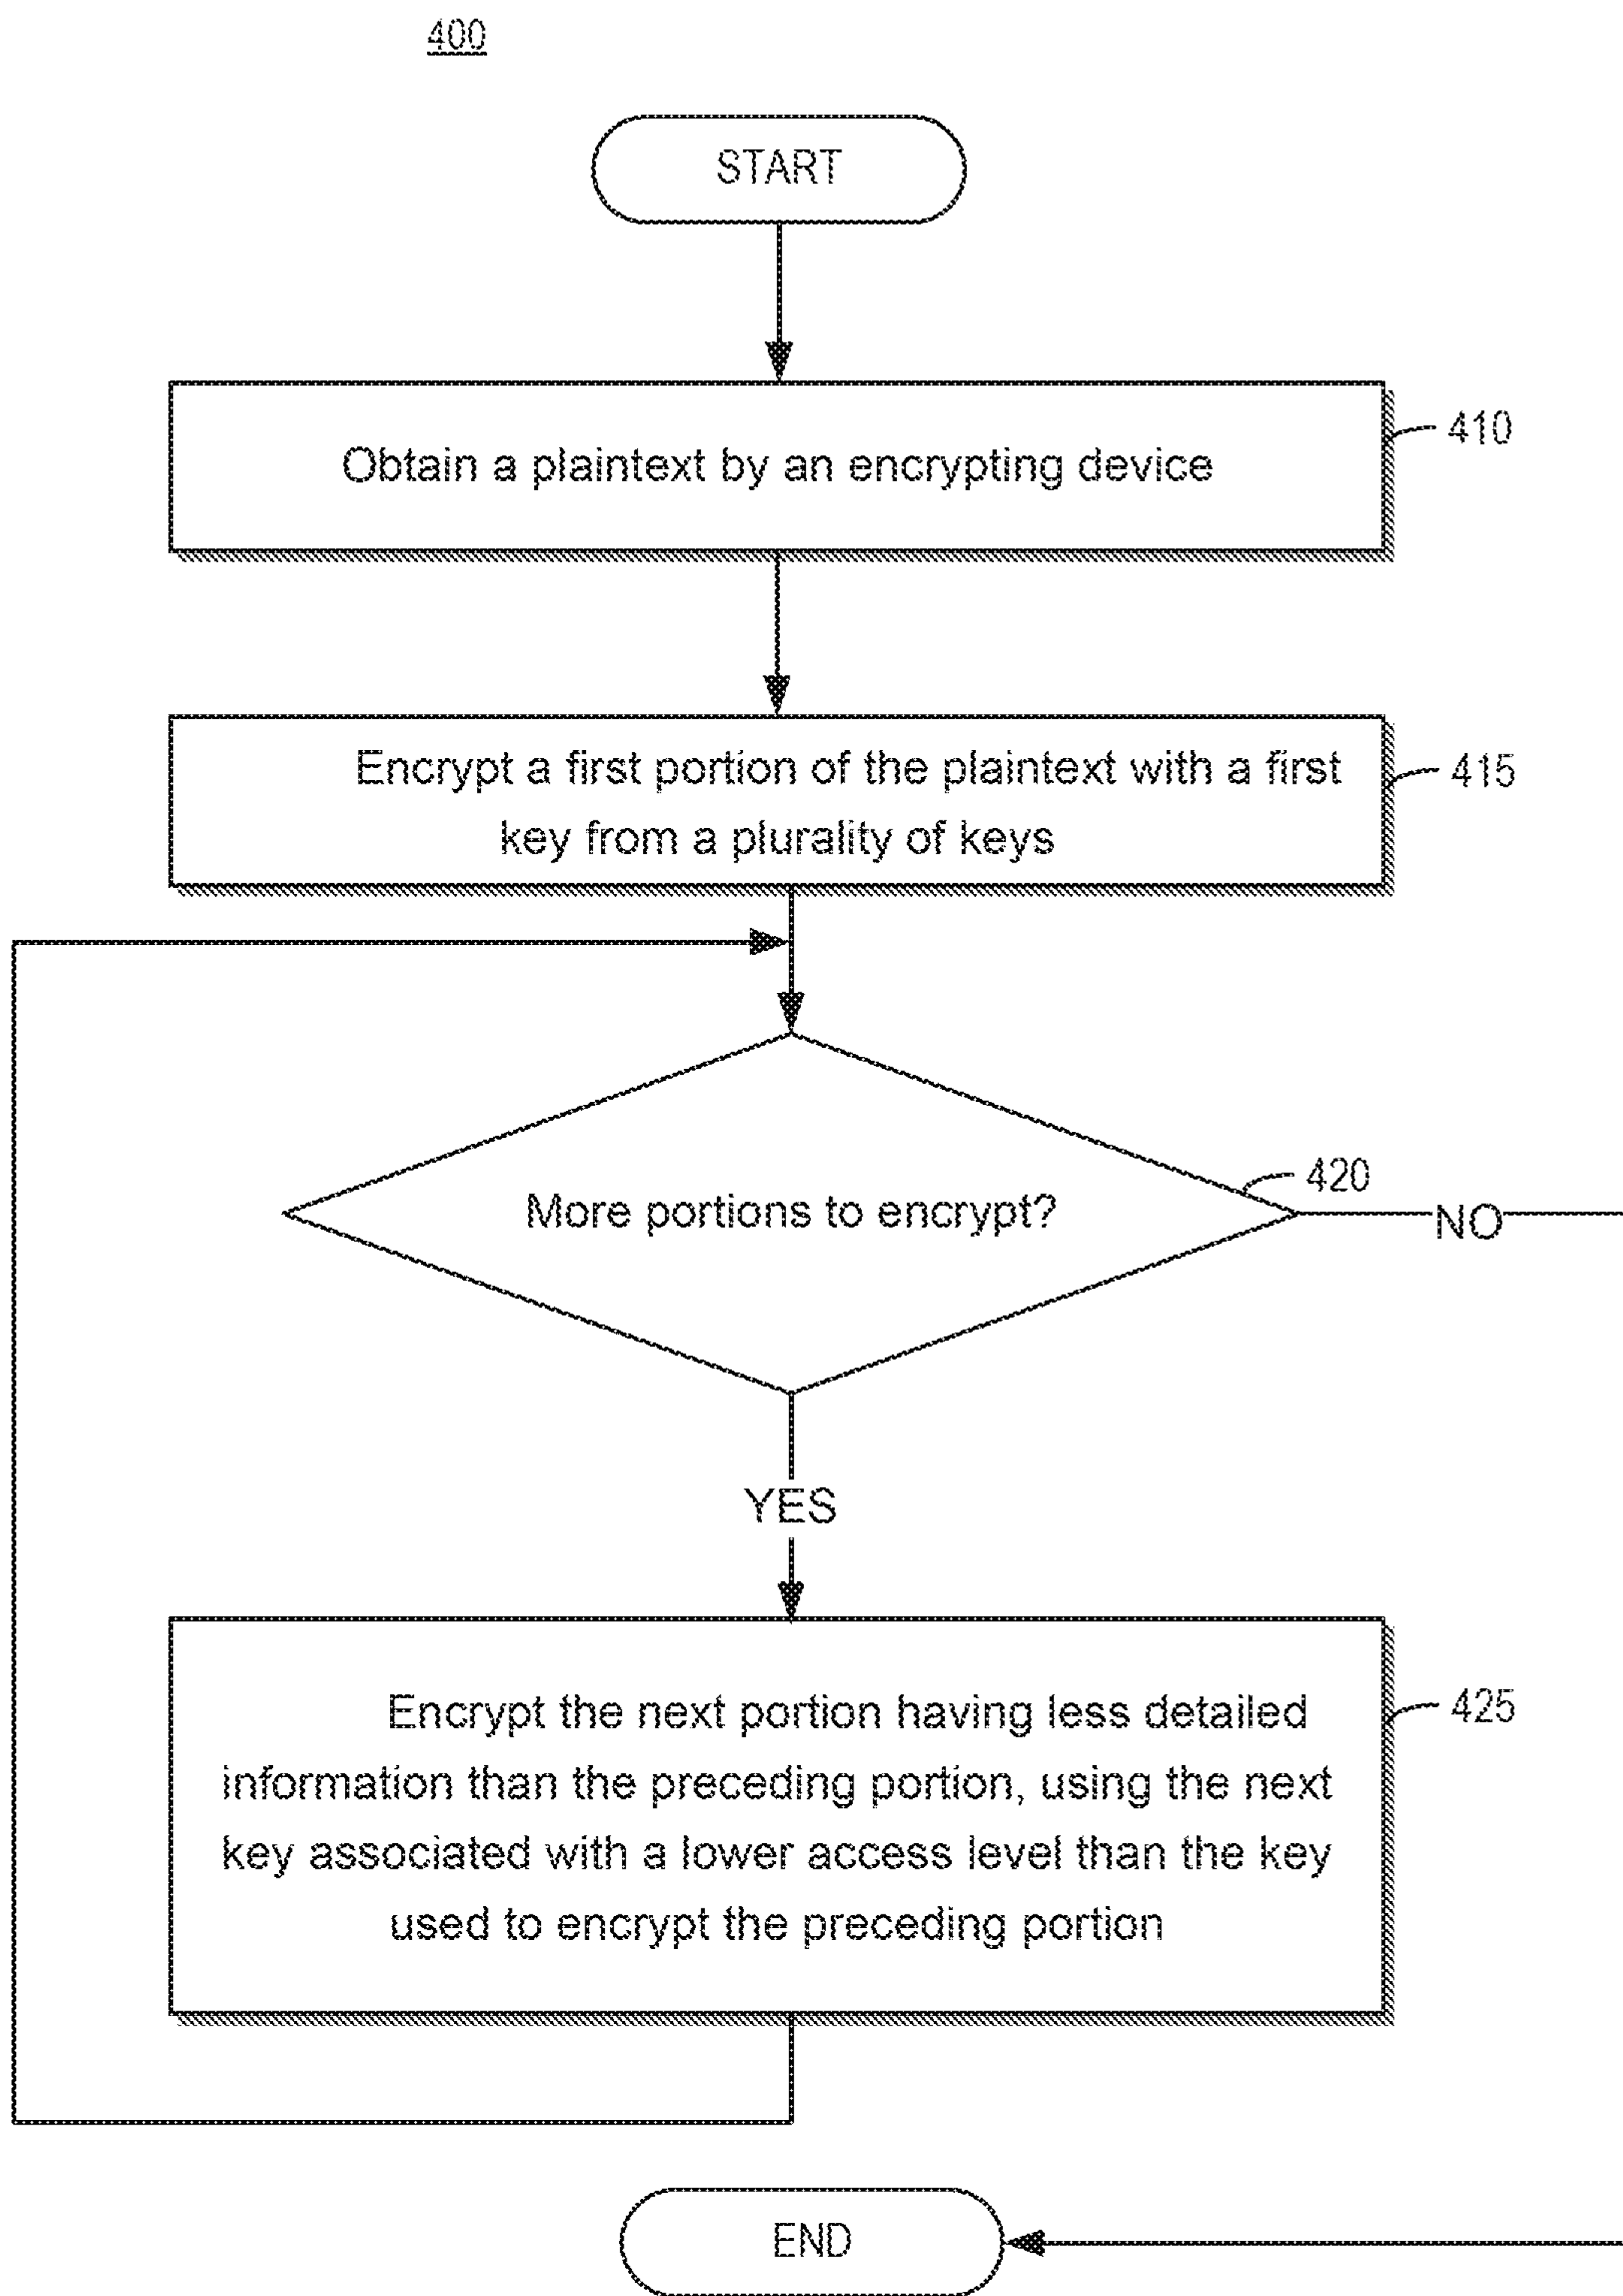 400
START
Obtain a plaintext by an encrypting device
410
Encrypt a first portion of the plaintext with a first
key from a plurality of keys
415
More portions to encrypt?
420
NO
YES
Encrypt the next portion having less detailed
information than the preceding portion, using the next
key associated with a lower access level than the key
used to encrypt the preceding portion
425
END